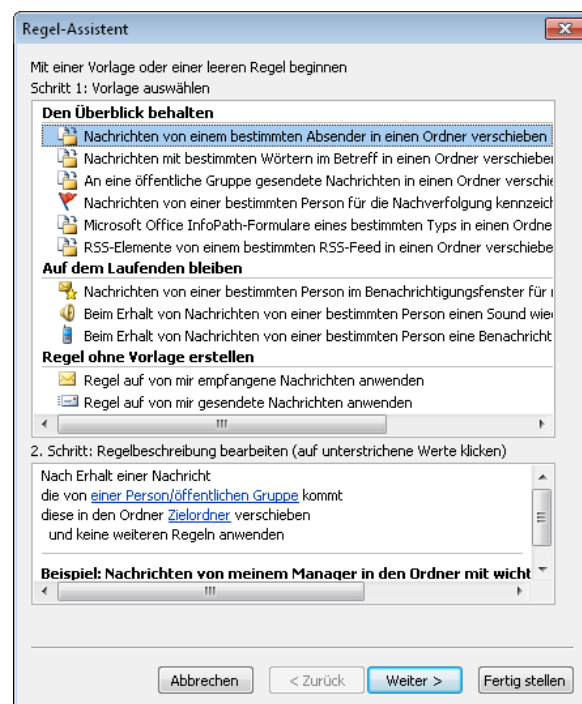 Regel-Assistent
Mit einer Vorlage oder einer leeren Regel beginnen
Schritt 1: Vorlage auswählen
Den Überblick behalten
Nachrichten von einem bestimmten Absender in einen Ordner verschieben
Nachrichten mit bestimmten Wörtern im Betreff in einen Ordner verschieben
An eine öffentliche Gruppe gesendete Nachrichten in einen Ordner verschie
Nachrichten von einer bestimmten Person für die Nachverfolgung kennzeich
Microsoft Office InfoPath-Formulare eines bestimmten Typs in einen Ordne
RSS-Elemente von einem bestimmten RSS-Feed in einen Ordner verschiebe
Auf dem Laufenden bleiben
Nachrichten von einer bestimmten Person im Benachrichtigungsfenster für
Beim Erhalt von Nachrichten von einer bestimmten Person einen Sound wie
Beim Erhalt von Nachrichten von einer bestimmten Person eine Benachricht
Regel ohne Vorlage erstellen
Regel auf von mir empfangene Nachrichten anwenden
Regel auf von mir gesendete Nachrichten anwenden
2. Schritt: Regelbeschreibung bearbeiten (auf unterstrichene Werte klicken)
Nach Erhalt einer Nachricht
die von einer Person/öffentlichen Gruppe kommt
diese in den Ordner Zielordner verschieben
und keine weiteren Regeln anwenden
Beispiel: Nachrichten von meinem Manager in den Ordner mit wicht
Abbrechen
< Zurück
Weiter >
Fertig stellen